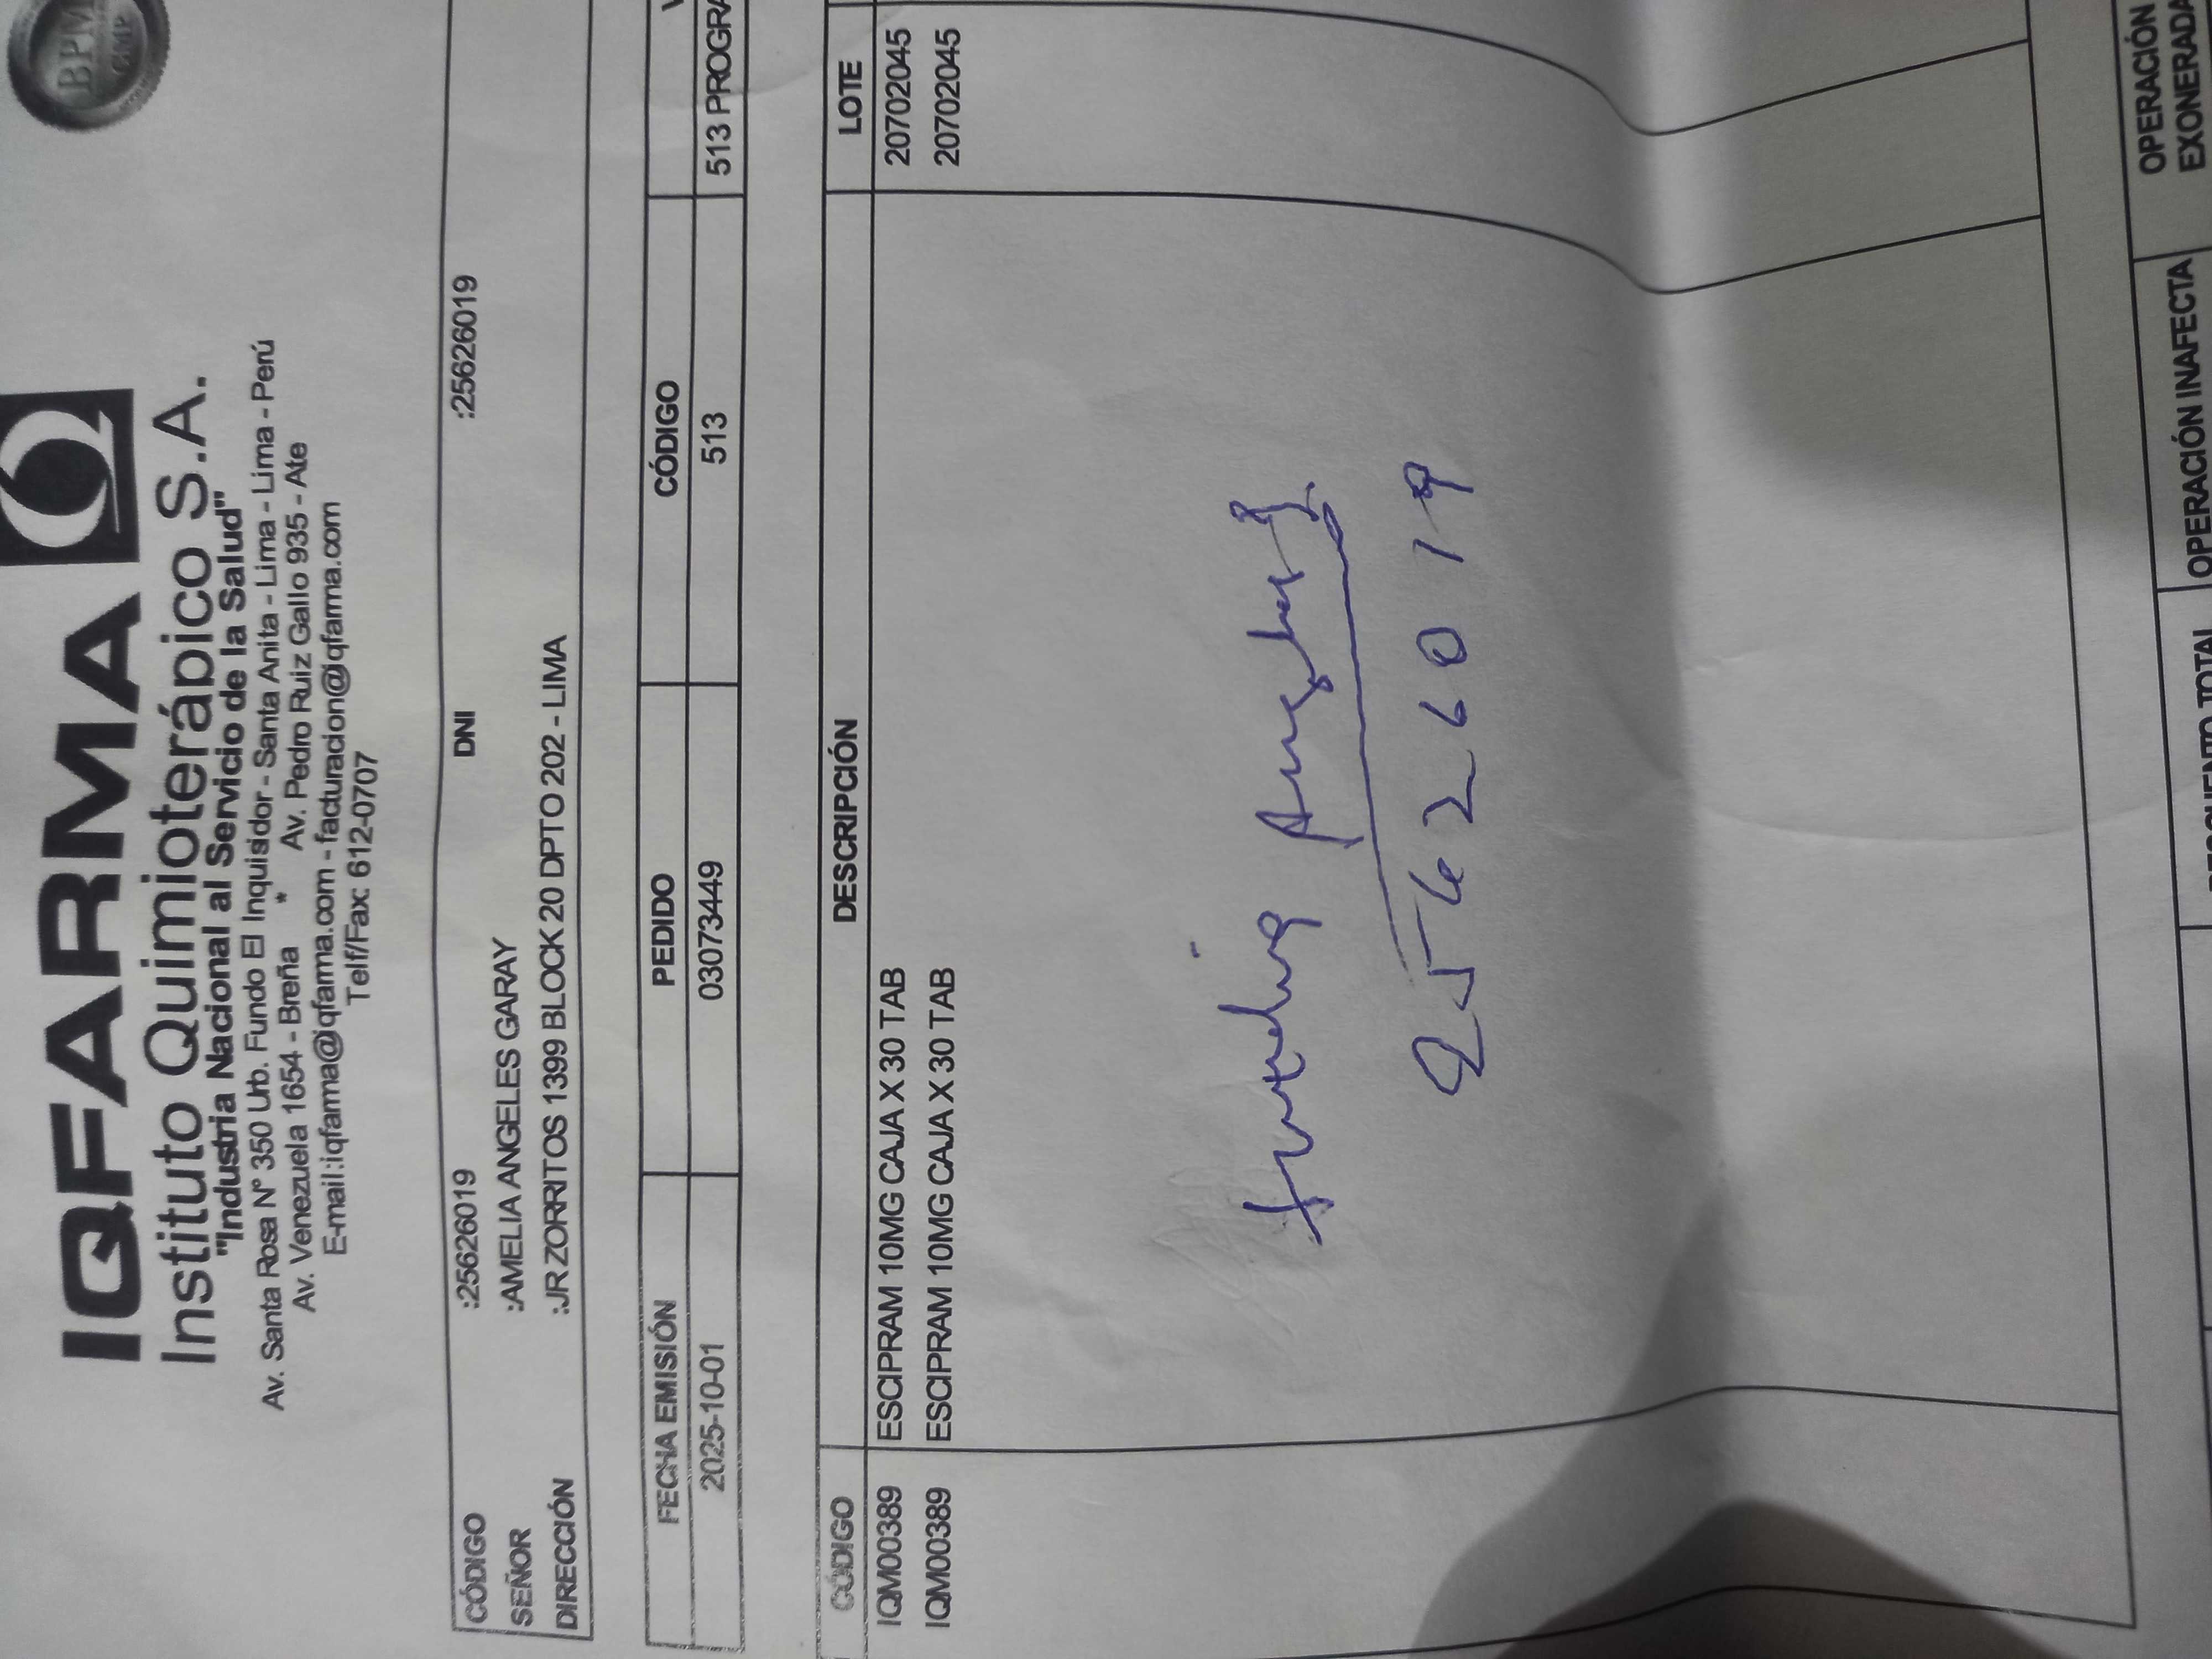 BPM
GMP
IQFARMA
Instituto Quimioterápico S.A.
"Industria Nacional al Servicio de la Salud"
Av. Santa Rosa Nº 350 Urb. Fundo El Inquisidor - Santa Anita - Lima - Lima - Perú
Av. Venezuela 1654 - Breña * Av. Pedro Ruiz Gallo 935 - Ate
E-mail:iqfarma@iqfarma.com - facturacion@iqfarma.com
Telf/Fax: 612-0707
CÓDIGO :25626019 DNI :25626019
SEÑOR :AMELIA ANGELES GARAY
DIRECCIÓN :JR ZORRITOS 1399 BLOCK 20 DPTO 202 - LIMA
FECHA EMISIÓN PEDIDO CÓDIGO
2025-10-01 03073449 513 513 PROGRA
CÓDIGO DESCRIPCIÓN LOTE
IQM00389 ESCIPRAM 10MG CAJA X 30 TAB 20702045
IQM00389 ESCIPRAM 10MG CAJA X 30 TAB 20702045
25626019
OPERACIÓN INAFECTA OPERACIÓN
EXONERADA